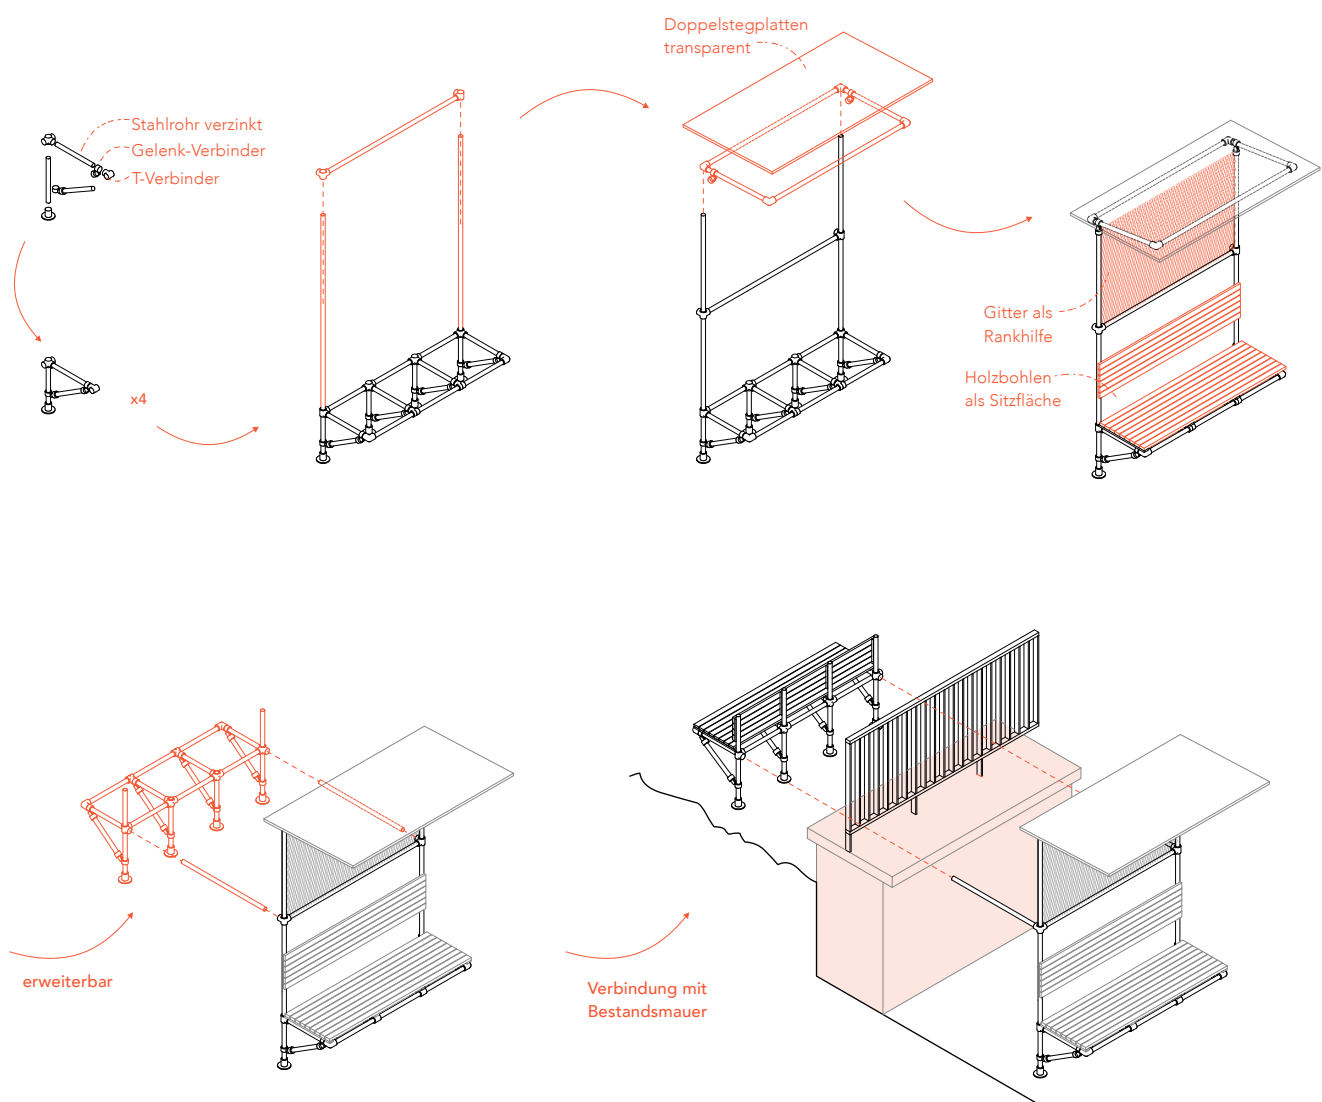 Doppelstegplatten
transparent
Stahlrohr verzinkt
Gelenk-Verbinder
T-Verbinder
Gitter als
Rankhilfe
Holzbohlen
als Sitzfläche
x4
erweiterbar
Verbindung mit
Bestandsmauer